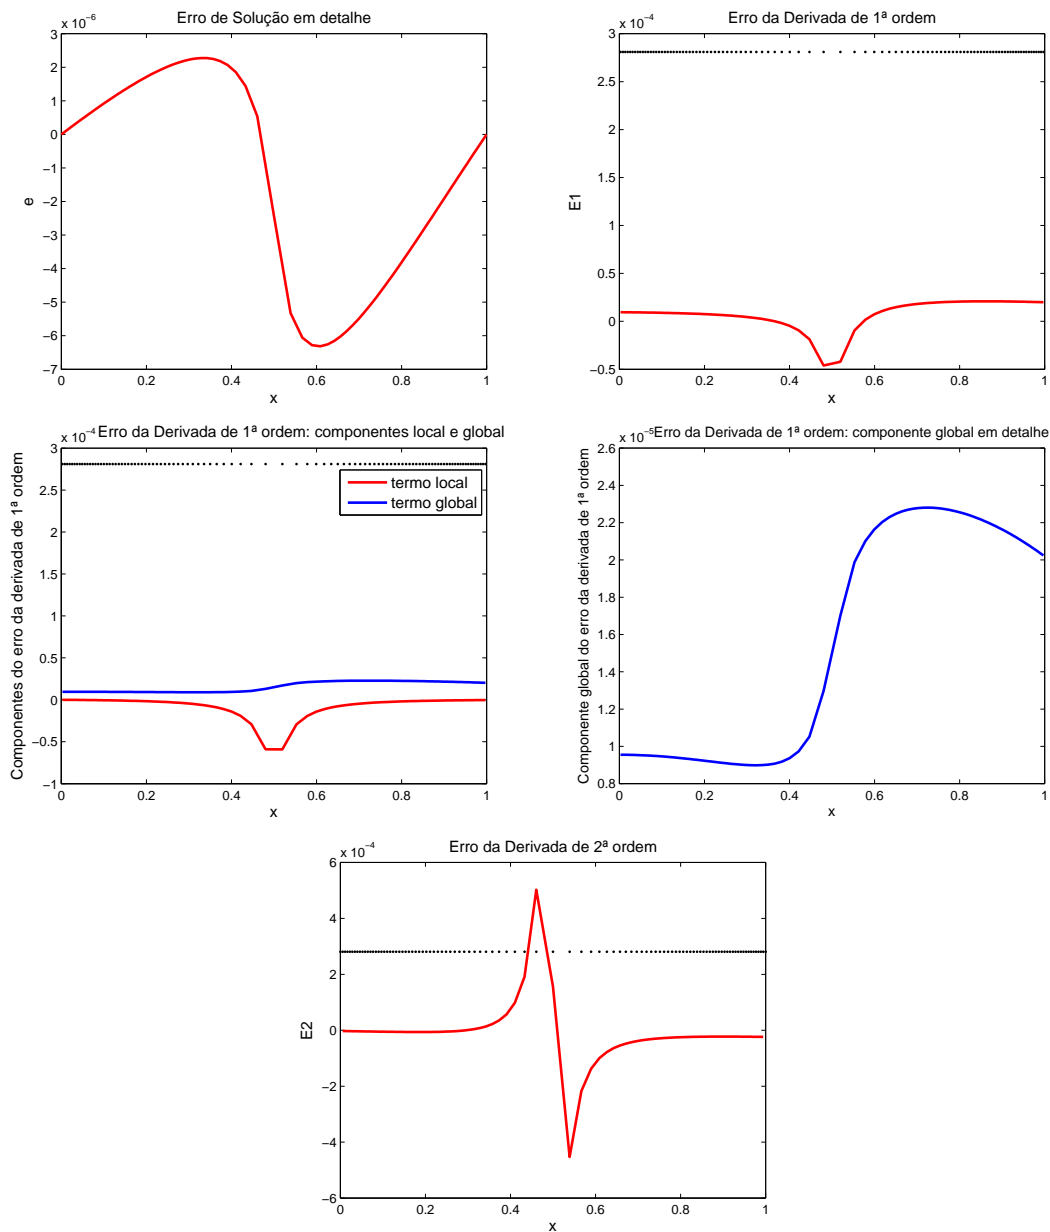 Erro de Solução em detalhe
x 10⁻⁶
3
2
1
0
−1
−2
−3
−4
−5
−6
−7
e
0 0.2 0.4 0.6 0.8 1
x
Erro da Derivada de 1ª ordem
x 10⁻⁴
3
2.5
2
1.5
1
0.5
0
−0.5
E1
0 0.2 0.4 0.6 0.8 1
x
Erro da Derivada de 1ª ordem: componentes local e global
x 10⁻⁴
3
2.5
2
1.5
1
0.5
0
−0.5
−1
Componentes do erro da derivada de 1ª ordem
termo local
termo global
0 0.2 0.4 0.6 0.8 1
x
Erro da Derivada de 1ª ordem: componente global em detalhe
x 10⁻⁵
2.6
2.4
2.2
2
1.8
1.6
1.4
1.2
1
0.8
Componente global do erro da derivada de 1ª ordem
0 0.2 0.4 0.6 0.8 1
x
Erro da Derivada de 2ª ordem
x 10⁻⁴
6
4
2
0
−2
−4
−6
E2
0 0.2 0.4 0.6 0.8 1
x